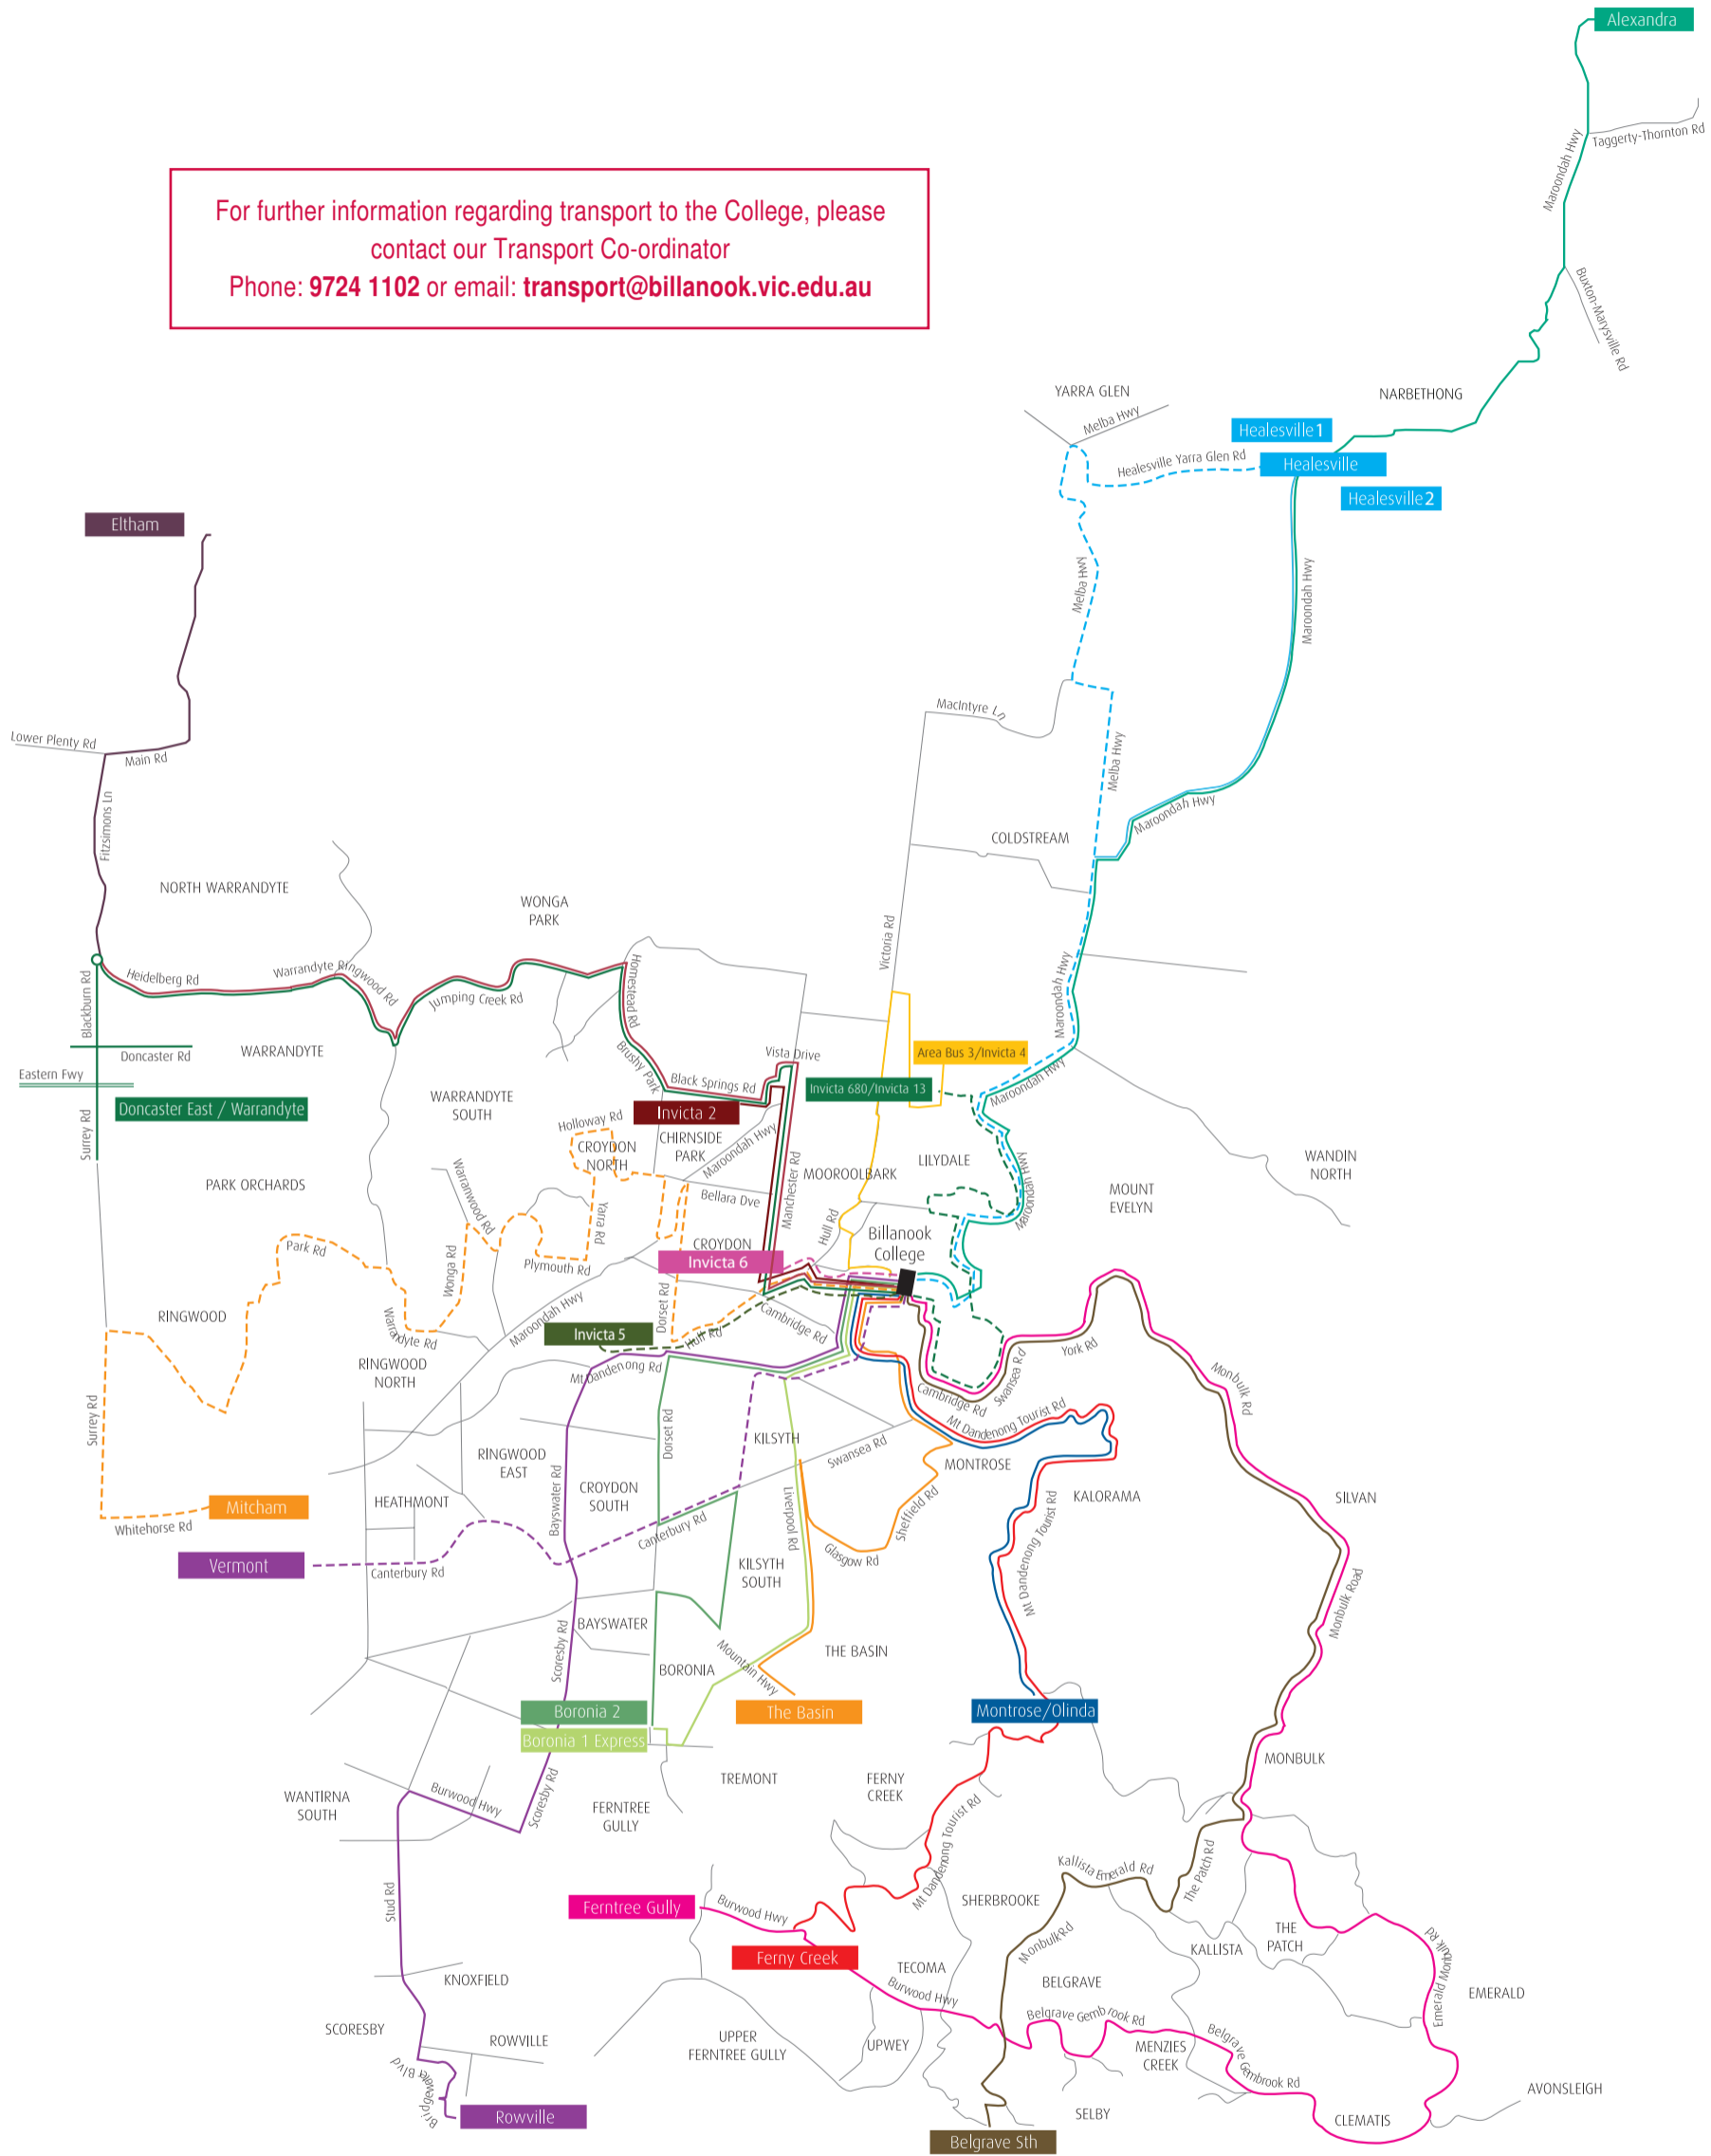 Alexandra
Taggerty-Thornton Rd
Maroondah Hwy
For further information regarding transport to the College, please
contact our Transport Co-ordinator
Phone: 9724 1102 or email: transport@billanook.vic.edu.au
Buxton-Marysville Rd
YARRA GLEN
NARBETHONG
Melba Hwy
Healesville 1
Healesville Yarra Glen Rd
Healesville
Healesville 2
Eltham
Melba Hwy
Maroondah Hwy
MacIntyre Ln
Lower Plenty Rd
Main Rd
Melba Hwy
Fitzsimons Ln
Maroondah Hwy
COLDSTREAM
NORTH WARRANDYTE
WONGA
PARK
Victoria Rd
Heidelberg Rd
Warrandyte Ringwood Rd
Jumping Creek Rd
Homestead Rd
Maroondah Hwy
Blackburn Rd
Doncaster Rd
WARRANDYTE
Brushy Park
Vista Drive
Area Bus 3/Invicta 4
Eastern Fwy
Black Springs Rd
Invicta 680/Invicta 13
Maroondah Hwy
Doncaster East / Warrandyte
WARRANDYTE
SOUTH
Invicta 2
Surrey Rd
Holloway Rd
CROYDON
NORTH
CHIRNSIDE
PARK
Maroondah Hwy
Manchester Rd
MOOROOLBARK
LILYDALE
Maroondah Hwy
WANDIN
NORTH
PARK ORCHARDS
Warranwood Rd
Bellara Dve
MOUNT
EVELYN
Yarra Rd
Hull Rd
Billanook
College
Park Rd
Wonga Rd
Plymouth Rd
CROYDON
Invicta 6
RINGWOOD
Warrandyte Rd
Maroondah Hwy
Dorset Rd
Cambridge Rd
Invicta 5
Hull Rd
York Rd
RINGWOOD
NORTH
Mt Dandenong Rd
Swansea Rd
Cambridge Rd
Monbulk Rd
Surrey Rd
Mt Dandenong Tourist Rd
Dorset Rd
KILSYTH
Swansea Rd
RINGWOOD
EAST
MONTROSE
Bayswater Rd
CROYDON
SOUTH
Liverpool Rd
Sheffield Rd
KALORAMA
SILVAN
HEATHMONT
Mitcham
Whitehorse Rd
Canterbury Rd
Glasgow Rd
Mt Dandenong Tourist Rd
Vermont
Canterbury Rd
KILSYTH
SOUTH
Monbulk Road
BAYSWATER
Scoresby Rd
Mountain Hwy
THE BASIN
BORONIA
Boronia 2
The Basin
Montrose/Olinda
Boronia 1 Express
MONBULK
TREMONT
FERNY
CREEK
WANTIRNA
SOUTH
Burwood Hwy
Scoresby Rd
FERNTREE
GULLY
Mt Dandenong Tourist Rd
Kallista Emerald Rd
The Patch Rd
Stud Rd
Ferntree Gully
Burwood Hwy
SHERBROOKE
THE
PATCH
Monbulk Rd
KALLISTA
Ferny Creek
Emerald Monbulk Rd
KNOXFIELD
TECOMA
BELGRAVE
Burwood Hwy
EMERALD
SCORESBY
ROWVILLE
UPPER
FERNTREE GULLY
UPWEY
Belgrave Gembrook Rd
MENZIES
CREEK
Belgrave Gembrook Rd
Bridgewater Blvd
AVONSLEIGH
Rowville
SELBY
CLEMATIS
Belgrave Sth